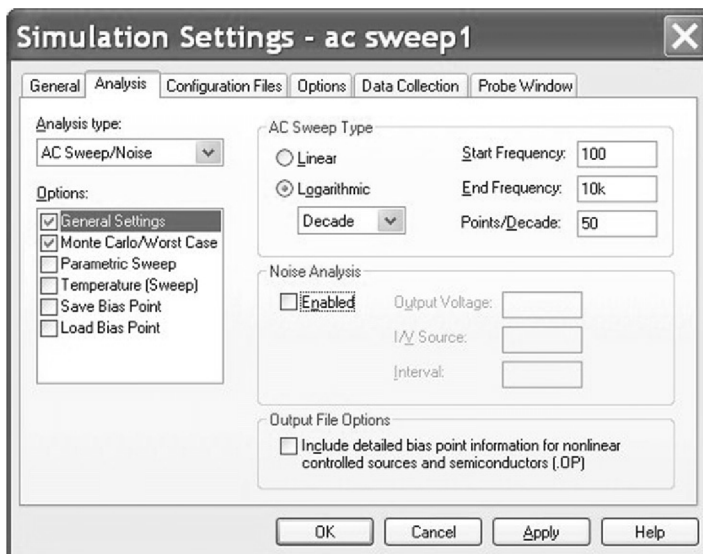 Simulation Settings - ac sweep1
General Analysis Configuration Files Options Data Collection Probe Window
Analysis type:
AC Sweep/Noise
Options:
General Settings
Monte Carlo/Worst Case
Parametric Sweep
Temperature (Sweep)
Save Bias Point
Load Bias Point
AC Sweep Type
Linear
Logarithmic
Decade
Start Frequency: 100
End Frequency: 10k
Points/Decade: 50
Noise Analysis
Enabled
Output Voltage:
I/V Source:
Interval:
Output File Options
Include detailed bias point information for nonlinear
controlled sources and semiconductors (.OP)
OK Cancel Apply Help